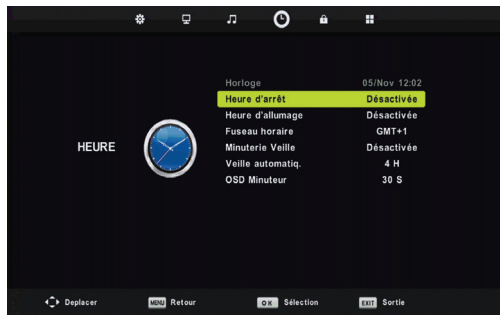 Horloge 05/Nov 12:02
Heure d'arrêt Désactivée
Heure d'allumage Désactivée
Fuseau horaire GMT+1
HEURE
Minuterie Veille Désactivée
Veille automatiq. 4 H
OSD Minuteur 30 S
Deplacer MENU Retour OK Sélection EXIT Sortie